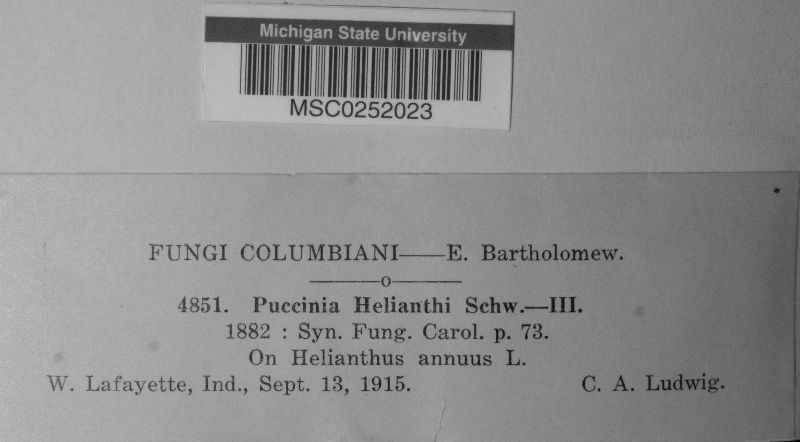 Michigan State University
MSC0252023
FUNGI COLUMBIANI——E. Bartholomew.
———o———
4851. Puccinia Helianthi Schw.—III.
1882 : Syn. Fung. Carol. p. 73.
On Helianthus annuus L.
W. Lafayette, Ind., Sept. 13, 1915. C. A. Ludwig.